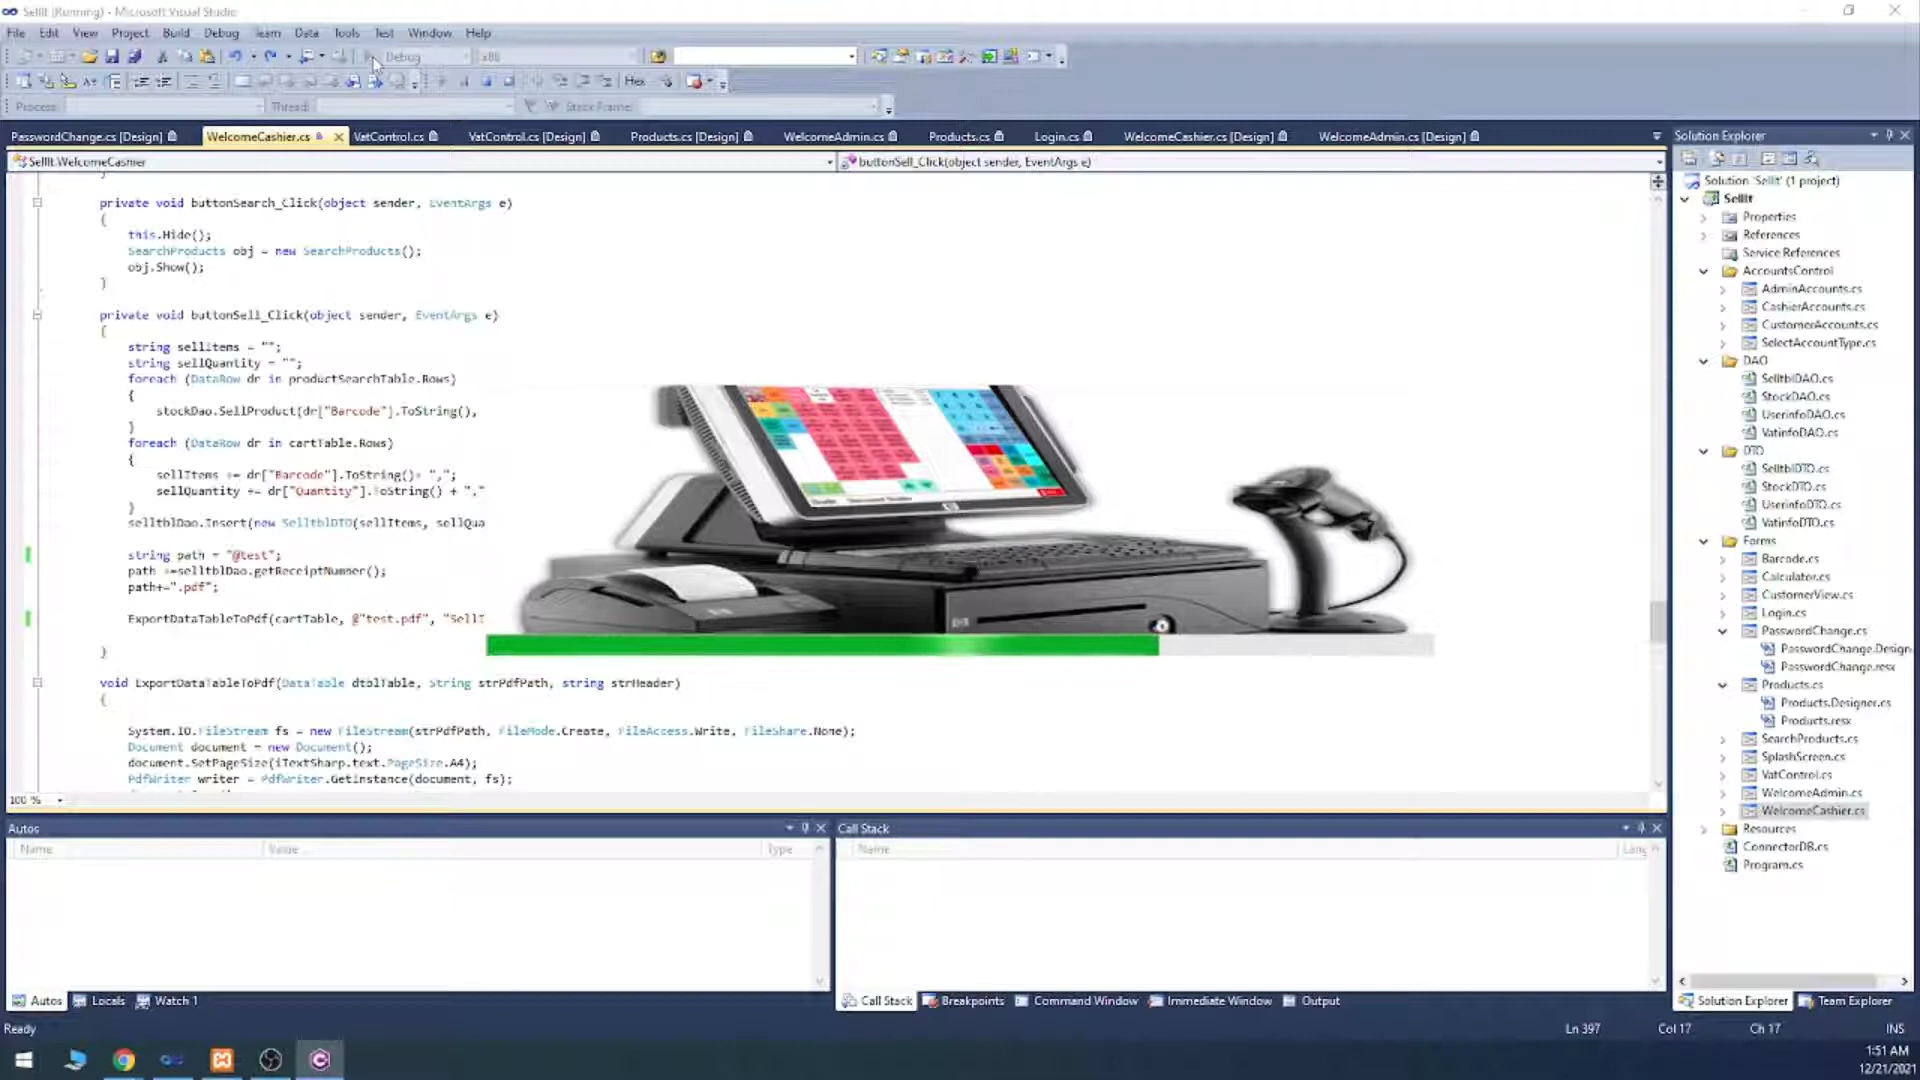 SellIt (Running) - Microsoft Visual Studio
File Edit View Project Build Debug Team Data Tools Test Window Help
Debug x86
Hex
Process: Thread: Stack Frame:
PasswordChange.cs [Design] WelcomeCashier.cs VatControl.cs VatControl.cs [Design] Products.cs [Design] WelcomeAdmin.cs Products.cs Login.cs WelcomeCashier.cs [Design] WelcomeAdmin.cs [Design]
SellIt.WelcomeCashier buttonSell_Click(object sender, EventArgs e)
}
private void buttonSearch_Click(object sender, EventArgs e)
{
this.Hide();
SearchProducts obj = new SearchProducts();
obj.Show();
}
private void buttonSell_Click(object sender, EventArgs e)
{
string sellItems = "";
string sellQuantity = "";
foreach (DataRow dr in productSearchTable.Rows)
{
stockDao.SellProduct(dr["Barcode"].ToString(),
}
foreach (DataRow dr in cartTable.Rows)
{
sellItems += dr["Barcode"].ToString()+ ",";
sellQuantity += dr["Quantity"].ToString() + ","
}
selltblDao.Insert(new SelltblDTO(sellItems, sellQua
string path = "@test";
path +=selltblDao.getReceiptNumner();
path+=".pdf";
ExportDataTableToPdf(cartTable, @"test.pdf", "SellI
}
void ExportDataTableToPdf(DataTable dtblTable, String strPdfPath, string strHeader)
{
System.IO.FileStream fs = new FileStream(strPdfPath, FileMode.Create, FileAccess.Write, FileShare.None);
Document document = new Document();
document.SetPageSize(iTextSharp.text.PageSize.A4);
PdfWriter writer = PdfWriter.GetInstance(document, fs);
100 %
Autos
Name Value Type
Autos Locals Watch 1
Call Stack
Name Lang
Call Stack Breakpoints Command Window Immediate Window Output
Solution Explorer
Solution 'SellIt' (1 project)
SellIt
Properties
References
Service References
AccountsControl
AdminAccounts.cs
CashierAccounts.cs
CustomerAccounts.cs
SelectAccountType.cs
DAO
SelltblDAO.cs
StockDAO.cs
UserinfoDAO.cs
VatinfoDAO.cs
DTO
SelltblDTO.cs
StockDTO.cs
UserinfoDTO.cs
VatinfoDTO.cs
Forms
Barcode.cs
Calculator.cs
CustomerView.cs
Login.cs
PasswordChange.cs
PasswordChange.Design
PasswordChange.resx
Products.cs
Products.Designer.cs
Products.resx
SearchProducts.cs
SplashScreen.cs
VatControl.cs
WelcomeAdmin.cs
WelcomeCashier.cs
Resources
ConnectorDB.cs
Program.cs
Solution Explorer Team Explorer
Ready Ln 397 Col 17 Ch 17 INS
1:51 AM
12/21/2021